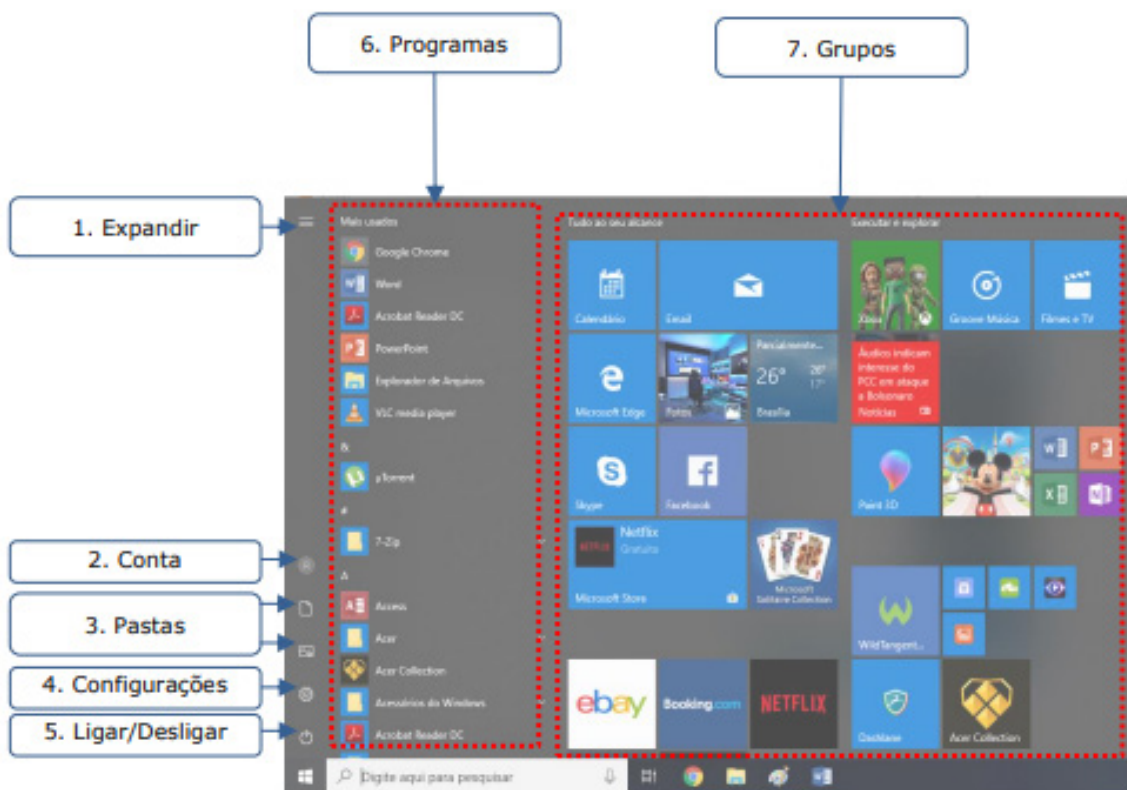 6. Programas
7. Grupos
1. Expandir
2. Conta
3. Pastas
4. Configurações
5. Ligar/Desligar
Mais usados
Google Chrome
Word
Acrobat Reader DC
PowerPoint
Explorador de Arquivos
VLC media player
&
µTorrent
#
7-Zip
A
Access
Acer
Acer Collection
Acessórios do Windows
Acrobat Reader DC
Tudo ao seu alcance
Calendário
Email
Microsoft Edge
Fotos
Parcialmente...
26° 28°
17°
Brasília
Skype
Facebook
NETFLIX
Netflix
Gratuito
Microsoft Store
Microsoft
Solitaire Collection
ebay
Booking.com
NETFLIX
Executar e explorar
Xbox
Groove Música
Filmes e TV
Áudios indicam
interesse do
PCC em ataque
a Bolsonaro
Notícias
Paint 3D
W
P
X
N
WildTangent...
Dashlane
Acer Collection
Digite aqui para pesquisar